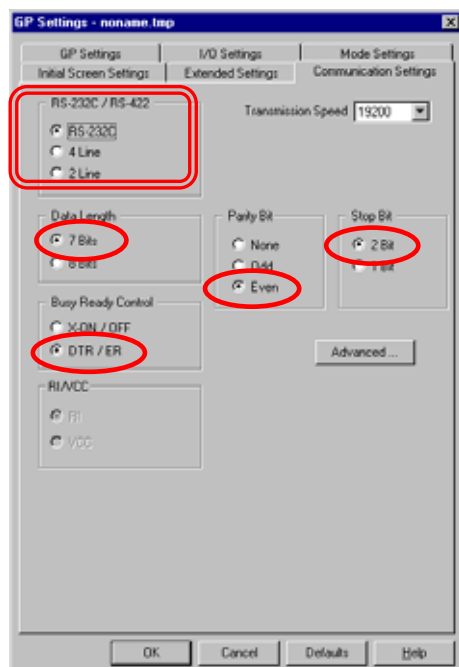 GP Settings - noname.tmp
GP Settings I/O Settings Mode Settings
Initial Screen Settings Extended Settings Communication Settings
RS-232C / RS-422
Transmission Speed 19200
RS-232C
4 Line
2 Line
Data Length Parity Bit Stop Bit
7 Bits None 2 Bit
8 Bits Odd 1 Bit
Even
Busy Ready Control
X-ON / OFF
DTR / ER
Advanced ...
RI/VCC
RI
VCC
OK Cancel Defaults Help